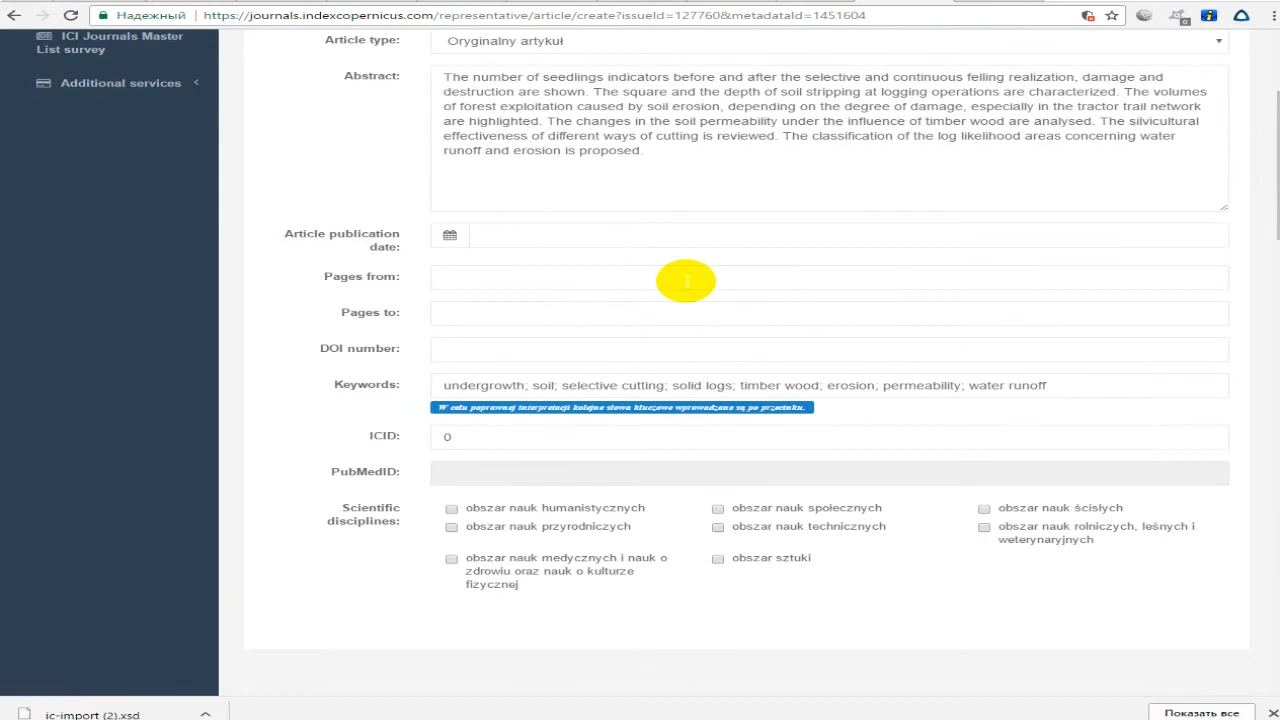 Надежный
https://journals.indexcopernicus.com/representative/article/create?issueId=127760&metadataId=1451604
ICI Journals Master
List survey
Additional services
Article type:
Oryginalny artykuł
Abstract:
The number of seedlings indicators before and after the selective and continuous felling realization, damage and
destruction are shown. The square and the depth of soil stripping at logging operations are characterized. The volumes
of forest exploitation caused by soil erosion, depending on the degree of damage, especially in the tractor trail network
are highlighted. The changes in the soil permeability under the influence of timber wood are analysed. The silvicultural
effectiveness of different ways of cutting is reviewed. The classification of the log likelihood areas concerning water
runoff and erosion is proposed.
Article publication
date:
Pages from:
Pages to:
DOI number:
Keywords:
undergrowth; soil; selective cutting; solid logs; timber wood; erosion; permeability; water runoff
W celu poprawnej interpretacji kolejne słowa kluczowe wprowadzane są po przecinku.
ICID:
0
PubMedID:
Scientific
disciplines:
obszar nauk humanistycznych
obszar nauk społecznych
obszar nauk ścisłych
obszar nauk przyrodniczych
obszar nauk technicznych
obszar nauk rolniczych, leśnych i
weterynaryjnych
obszar nauk medycznych i nauk o
zdrowiu oraz nauk o kulturze
fizycznej
obszar sztuki
ic-import (2).xsd
Показать все